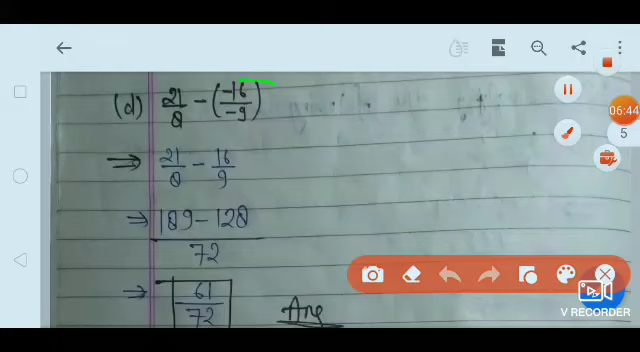 (d) 21/8 - (-16/-9)
⇒ 21/8 - 16/9
⇒ 189 - 128 / 72
⇒ 61/72 Ans
06:44
5
V RECORDER